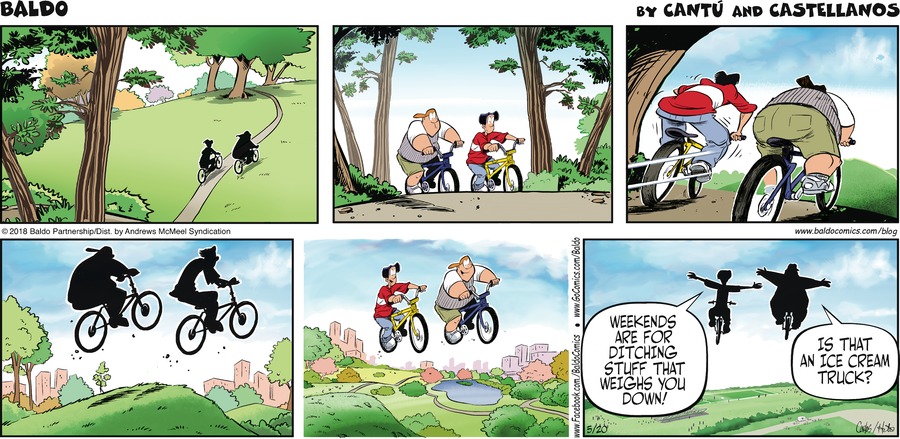 BALDO
BY CANTÚ AND CASTELLANOS
© 2018 Baldo Partnership/Dist. by Andrews McMeel Syndication
www.baldocomics.com/blog
www.Facebook.com/BaldoComics • www.GoComics.com/Baldo
WEEKENDS
ARE FOR
DITCHING
STUFF THAT
WEIGHS YOU
DOWN!
IS THAT
AN ICE CREAM
TRUCK?
5/20